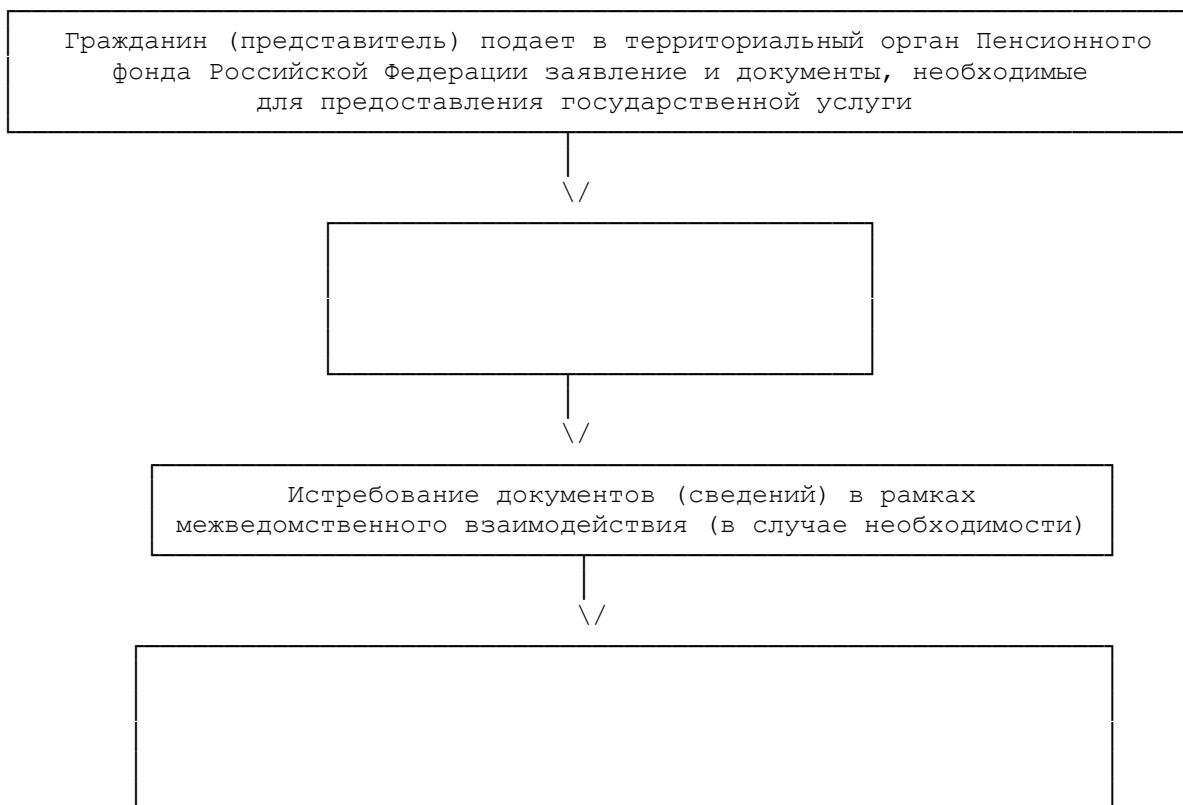 Гражданин (представитель) подает в территориальный орган Пенсионного
фонда Российской Федерации заявление и документы, необходимые
для предоставления государственной услуги
\/
\/
Истребование документов (сведений) в рамках
межведомственного взаимодействия (в случае необходимости)
\/